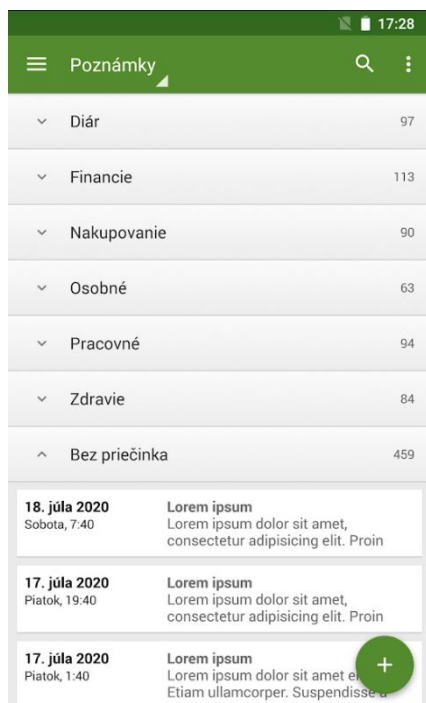 17:28
Poznámky
Diár 97
Financie 113
Nakupovanie 90
Osobné 63
Pracovné 94
Zdravie 84
Bez priečinka 459
18. júla 2020 Lorem ipsum
Sobota, 7:40 Lorem ipsum dolor sit amet,
consectetur adipisicing elit. Proin
17. júla 2020 Lorem ipsum
Piatok, 19:40 Lorem ipsum dolor sit amet,
consectetur adipisicing elit. Proin
17. júla 2020 Lorem ipsum
Piatok, 1:40 Lorem ipsum dolor sit amet
Etiam ullamcorper. Suspendisse